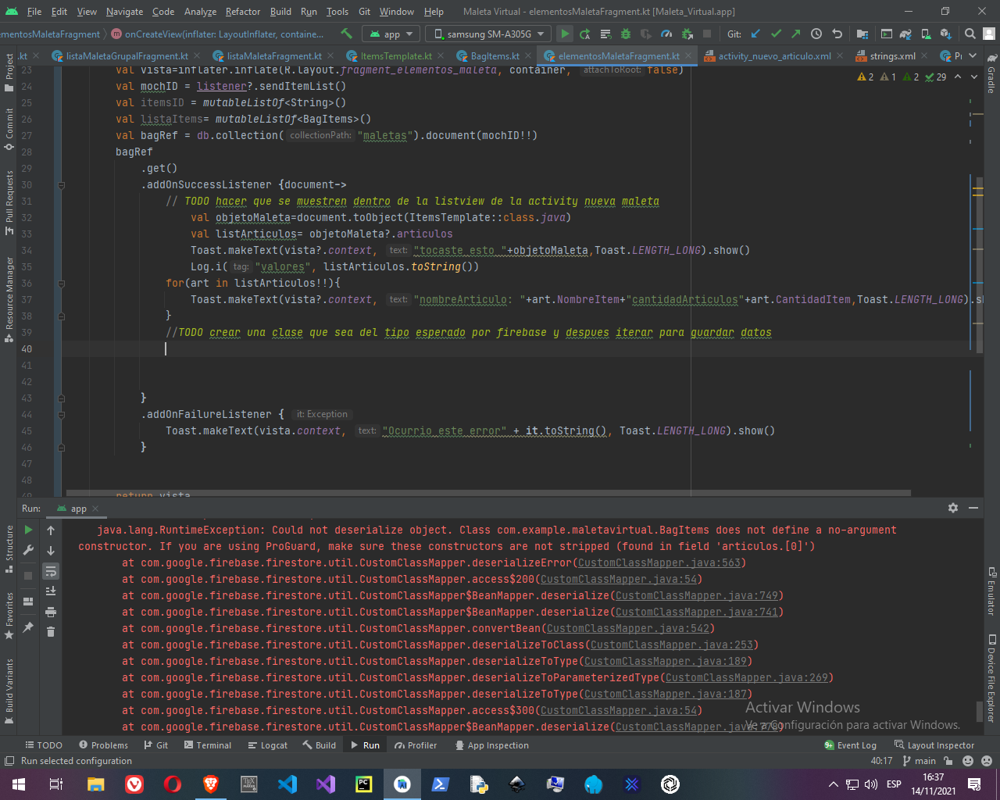 File Edit View Navigate Code Analyze Refactor Build Run Tools Git Window Help Maleta Virtual - elementosMaletaFragment.kt [Maleta_Virtual.app]
ementosMaletaFragment onCreateView(inflater: LayoutInflater, containe... app samsung SM-A305G Git:
.kt listaMaletaGrupalFragment.kt listaMaletaFragment.kt ItemsTemplate.kt BagItems.kt elementosMaletaFragment.kt activity_nuevo_articulo.xml strings.xml
2 1 2 29
23 val vista=inflater.inflate(R.layout.fragment_elementos_maleta, container, attachToRoot: false)
24 val mochID = listener?.sendItemList()
25 val itemsID = mutableListOf<String>()
26 val listaItems= mutableListOf<BagItems>()
27 val bagRef = db.collection( collectionPath: "maletas").document(mochID!!)
28 bagRef
29 .get()
30 .addOnSuccessListener {document->
31 // TODO hacer que se muestren dentro de la listview de la activity nueva maleta
32 val objetoMaleta=document.toObject(ItemsTemplate::class.java)
33 val listArticulos= objetoMaleta?.articulos
34 Toast.makeText(vista?.context, text: "tocaste esto "+objetoMaleta,Toast.LENGTH_LONG).show()
35 Log.i( tag: "valores", listArticulos.toString())
36 for(art in listArticulos!!){
37 Toast.makeText(vista?.context, text: "nombreArticulo: "+art.NombreItem+"cantidadArticulos"+art.CantidadItem,Toast.LENGTH_LONG).sh
38 }
39 //TODO crear una clase que sea del tipo esperado por firebase y despues iterar para guardar datos
40
41
42
43 }
44 .addOnFailureListener { it: Exception
45 Toast.makeText(vista.context, text: "Ocurrio este error" + it.toString(), Toast.LENGTH_LONG).show()
46 }
47
48
49 return vista
Project
Commit
Pull Requests
Resource Manager
Structure
Favorites
Build Variants
Gradle
Emulator
Device File Explorer
Run: app
java.lang.RuntimeException: Could not deserialize object. Class com.example.maletavirtual.BagItems does not define a no-argument
constructor. If you are using ProGuard, make sure these constructors are not stripped (found in field 'articulos.[0]')
at com.google.firebase.firestore.util.CustomClassMapper.deserializeError(CustomClassMapper.java:563)
at com.google.firebase.firestore.util.CustomClassMapper.access$200(CustomClassMapper.java:54)
at com.google.firebase.firestore.util.CustomClassMapper$BeanMapper.deserialize(CustomClassMapper.java:749)
at com.google.firebase.firestore.util.CustomClassMapper$BeanMapper.deserialize(CustomClassMapper.java:741)
at com.google.firebase.firestore.util.CustomClassMapper.convertBean(CustomClassMapper.java:542)
at com.google.firebase.firestore.util.CustomClassMapper.deserializeToClass(CustomClassMapper.java:253)
at com.google.firebase.firestore.util.CustomClassMapper.deserializeToType(CustomClassMapper.java:189)
at com.google.firebase.firestore.util.CustomClassMapper.deserializeToParameterizedType(CustomClassMapper.java:269)
at com.google.firebase.firestore.util.CustomClassMapper.deserializeToType(CustomClassMapper.java:187)
at com.google.firebase.firestore.util.CustomClassMapper.access$300(CustomClassMapper.java:54)
at com.google.firebase.firestore.util.CustomClassMapper$BeanMapper.deserialize(CustomClassMapper.java
Activar Windows
Ve a Configuración para activar Windows.
TODO Problems Git Terminal Logcat Build Run Profiler App Inspection Event Log Layout Inspector
Run selected configuration 40:17 main
ESP 16:37
14/11/2021